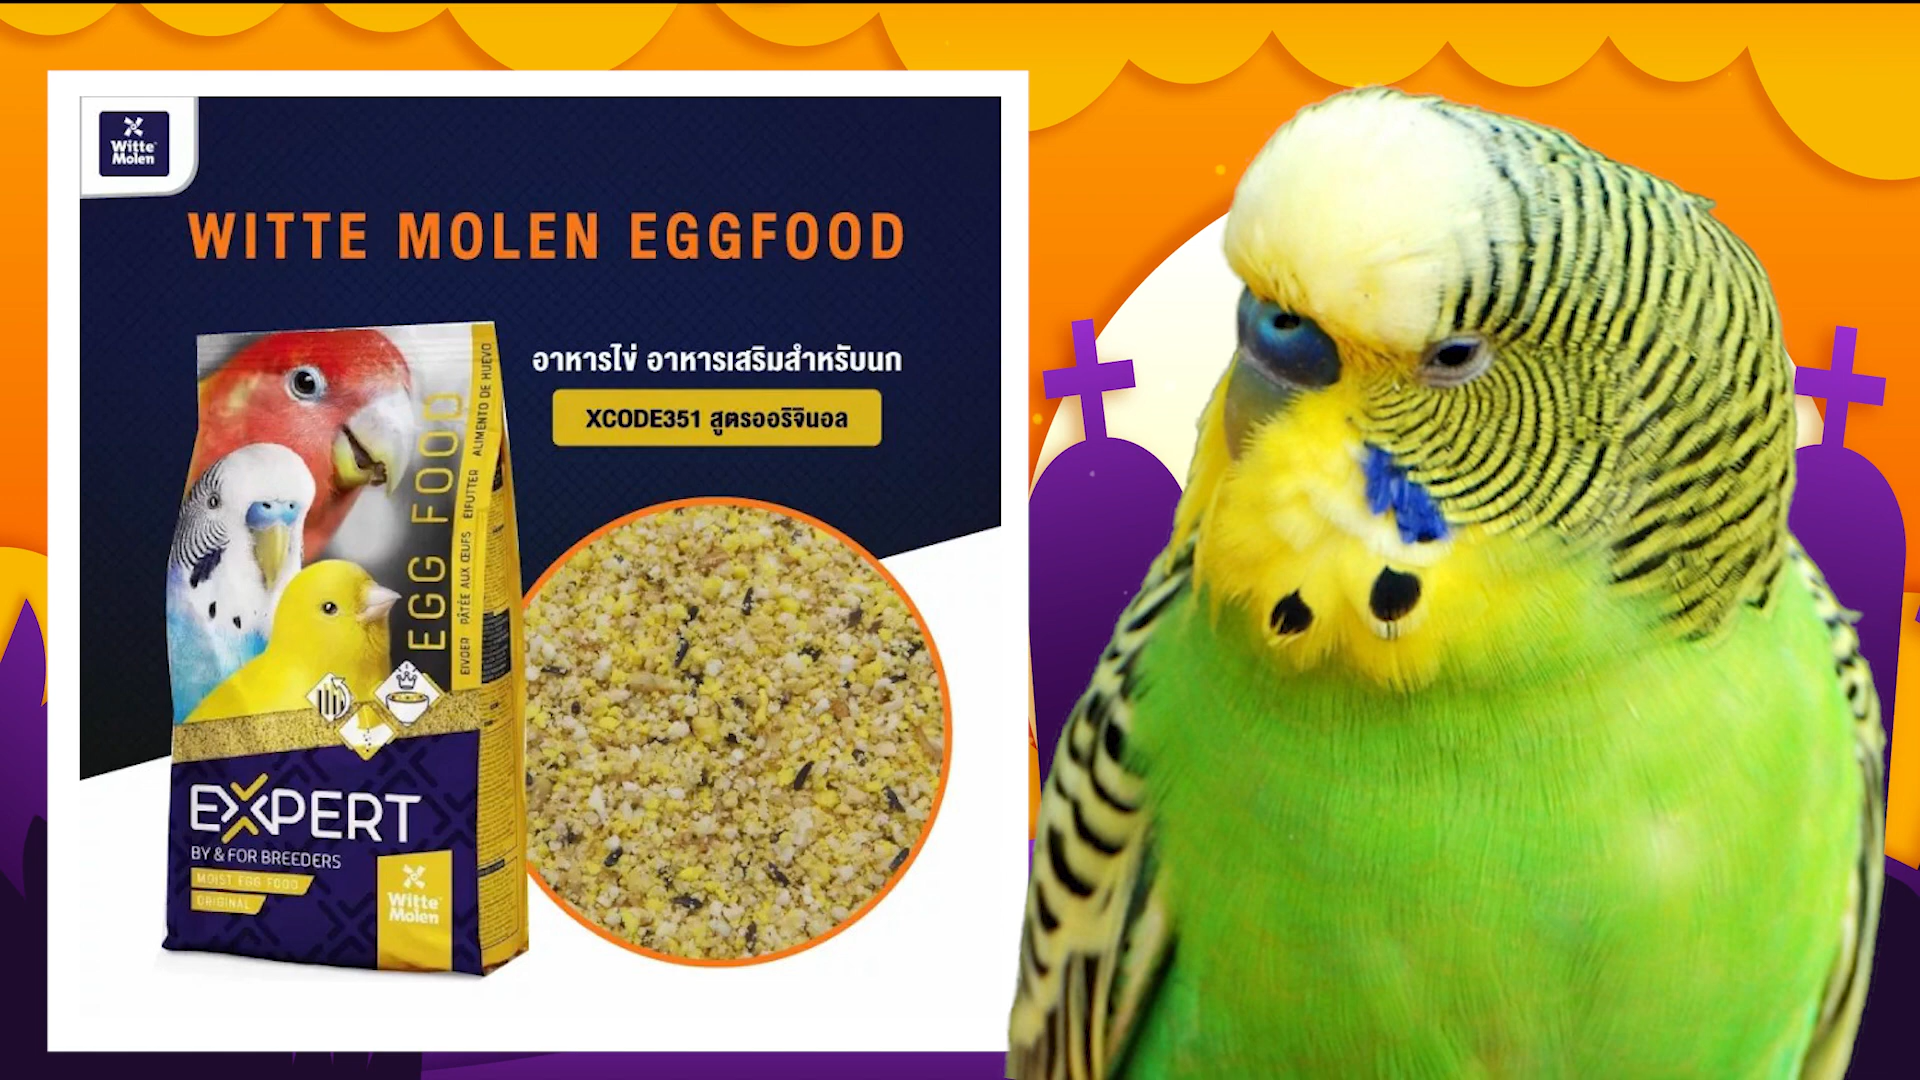 Witte
Molen
WITTE MOLEN EGGFOOD
อาหารไข่ อาหารเสริมสำหรับนก
XCODE351 สูตรออริจินอล
EGG FOOD
EIVOER PÂTÉE AUX ŒUFS EIFUTTER ALIMENTO DE HUEVO
EXPERT
BY & FOR BREEDERS
MOIST EGG FOOD
ORIGINAL
Witte
Molen